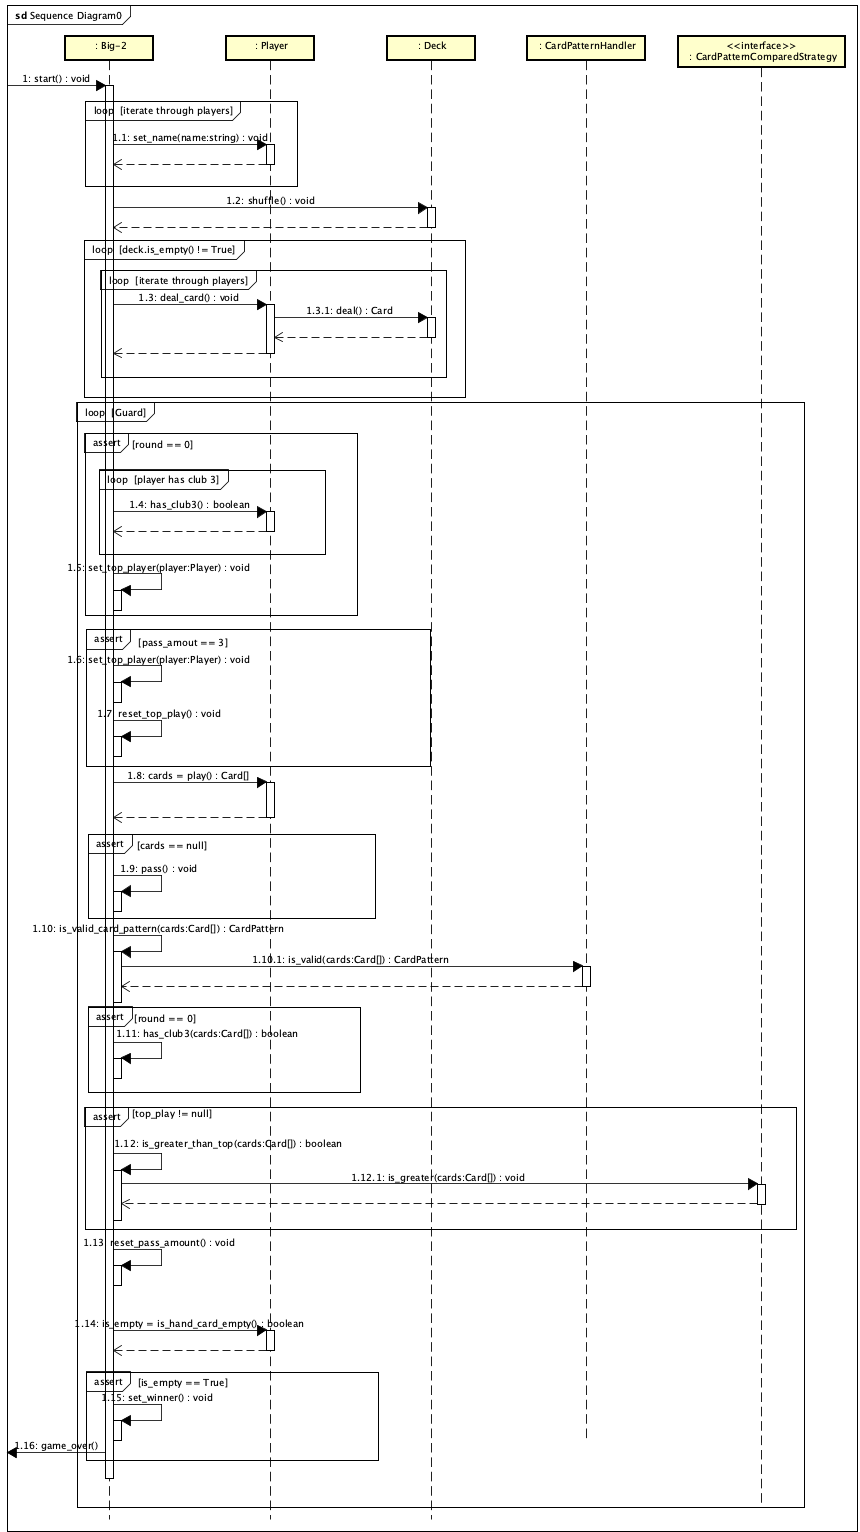 sd Sequence Diagram0
: Big-2
: Player
: Deck
: CardPatternHandler
<<interface>>
: CardPatternComparedStrategy
1: start() : void
loop [iterate through players]
1.1: set_name(name:string) : void
1.2: shuffle() : void
loop [deck.is_empty() != True]
loop [iterate through players]
1.3: deal_card() : void
1.3.1: deal() : Card
loop [Guard]
assert [round == 0]
loop [player has club 3]
1.4: has_club3() : boolean
1.5: set_top_player(player:Player) : void
assert [pass_amout == 3]
1.6: set_top_player(player:Player) : void
1.7 reset_top_play() : void
1.8: cards = play() : Card[]
assert [cards == null]
1.9: pass() : void
1.10: is_valid_card_pattern(cards:Card[]) : CardPattern
1.10.1: is_valid(cards:Card[]) : CardPattern
assert [round == 0]
1.11: has_club3(cards:Card[]) : boolean
assert [top_play != null]
1.12: is_greater_than_top(cards:Card[]) : boolean
1.12.1: is_greater(cards:Card[]) : void
1.13 reset_pass_amount() : void
1.14: is_empty = is_hand_card_empty() : boolean
assert [is_empty == True]
1.15: set_winner() : void
1.16: game_over()